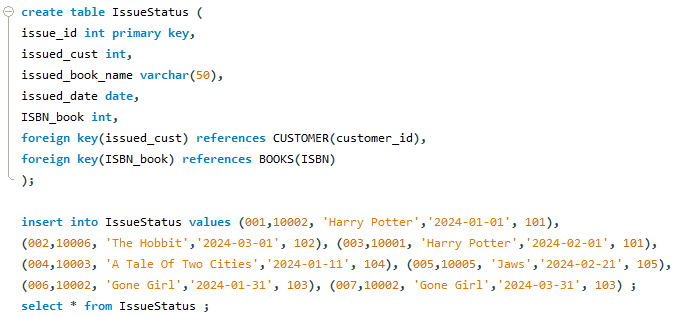 create table IssueStatus (
issue_id int primary key,
issued_cust int,
issued_book_name varchar(50),
issued_date date,
ISBN_book int,
foreign key(issued_cust) references CUSTOMER(customer_id),
foreign key(ISBN_book) references BOOKS(ISBN)
);
insert into IssueStatus values (001,10002, 'Harry Potter','2024-01-01', 101),
(002,10006, 'The Hobbit','2024-03-01', 102), (003,10001, 'Harry Potter','2024-02-01', 101),
(004,10003, 'A Tale Of Two Cities','2024-01-11', 104), (005,10005, 'Jaws','2024-02-21', 105),
(006,10002, 'Gone Girl','2024-01-31', 103), (007,10002, 'Gone Girl','2024-03-31', 103) ;
select * from IssueStatus ;